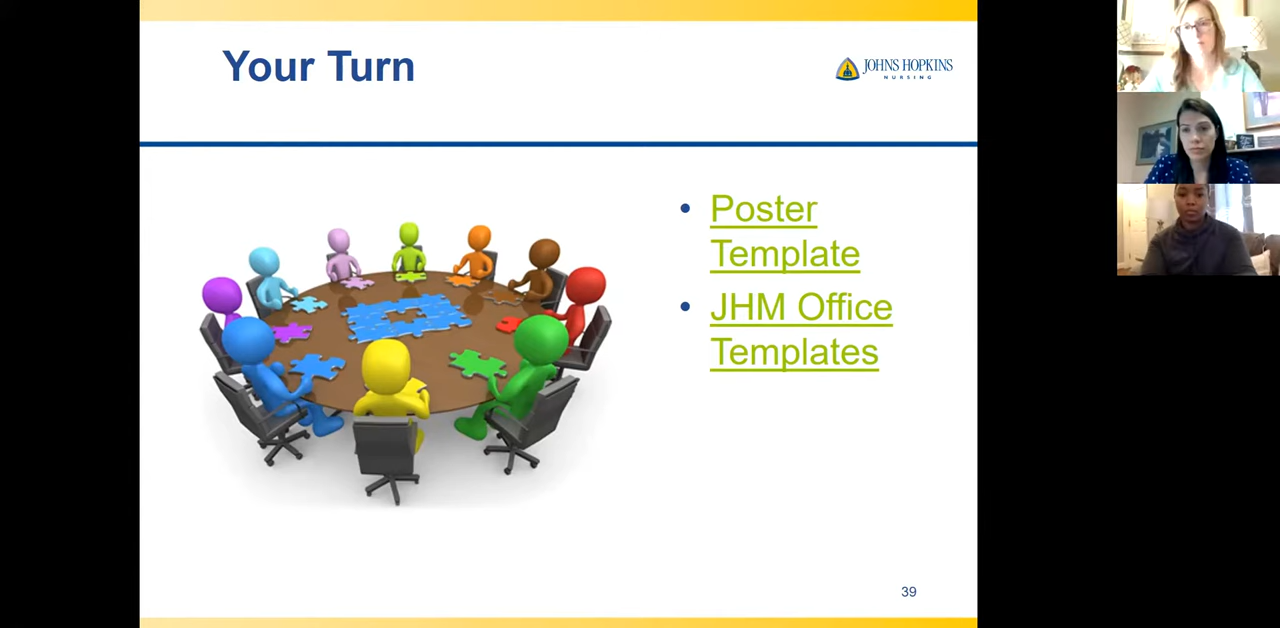 Your Turn
JOHNS HOPKINS
NURSING
• Poster
Template
• JHM Office
Templates
39